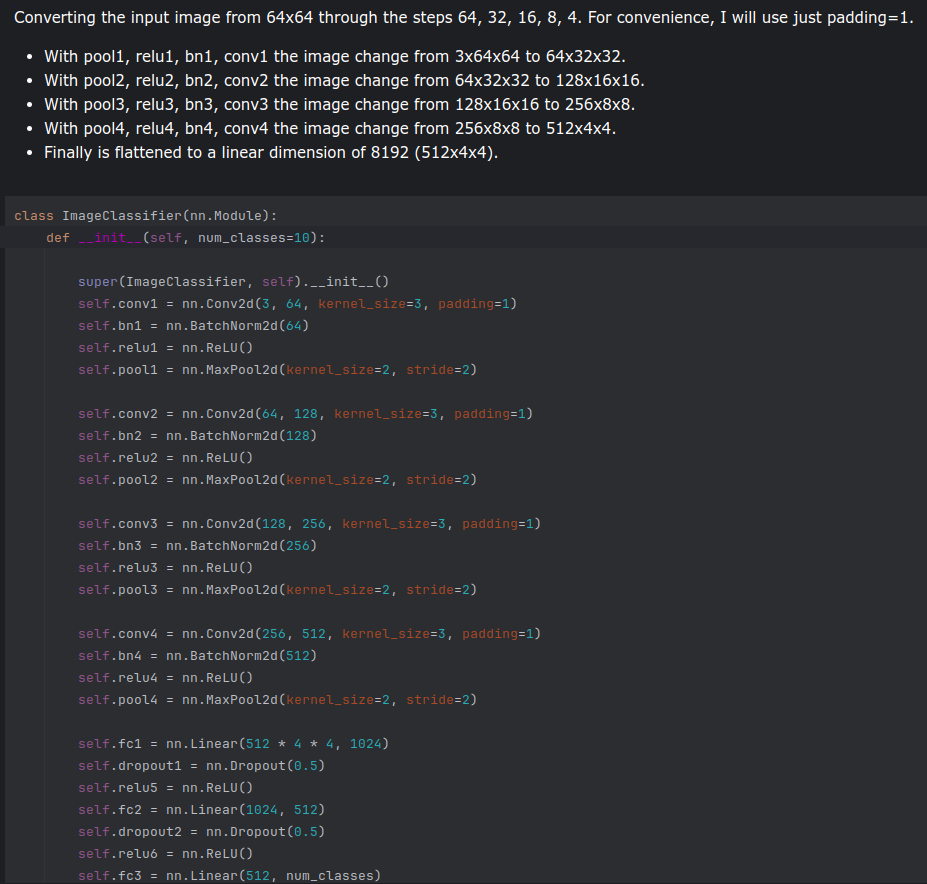 Converting the input image from 64x64 through the steps 64, 32, 16, 8, 4. For convenience, I will use just padding=1.
• With pool1, relu1, bn1, conv1 the image change from 3x64x64 to 64x32x32.
• With pool2, relu2, bn2, conv2 the image change from 64x32x32 to 128x16x16.
• With pool3, relu3, bn3, conv3 the image change from 128x16x16 to 256x8x8.
• With pool4, relu4, bn4, conv4 the image change from 256x8x8 to 512x4x4.
• Finally is flattened to a linear dimension of 8192 (512x4x4).
class ImageClassifier(nn.Module):
    def __init__(self, num_classes=10):
        super(ImageClassifier, self).__init__()
        self.conv1 = nn.Conv2d(3, 64, kernel_size=3, padding=1)
        self.bn1 = nn.BatchNorm2d(64)
        self.relu1 = nn.ReLU()
        self.pool1 = nn.MaxPool2d(kernel_size=2, stride=2)
        self.conv2 = nn.Conv2d(64, 128, kernel_size=3, padding=1)
        self.bn2 = nn.BatchNorm2d(128)
        self.relu2 = nn.ReLU()
        self.pool2 = nn.MaxPool2d(kernel_size=2, stride=2)
        self.conv3 = nn.Conv2d(128, 256, kernel_size=3, padding=1)
        self.bn3 = nn.BatchNorm2d(256)
        self.relu3 = nn.ReLU()
        self.pool3 = nn.MaxPool2d(kernel_size=2, stride=2)
        self.conv4 = nn.Conv2d(256, 512, kernel_size=3, padding=1)
        self.bn4 = nn.BatchNorm2d(512)
        self.relu4 = nn.ReLU()
        self.pool4 = nn.MaxPool2d(kernel_size=2, stride=2)
        self.fc1 = nn.Linear(512 * 4 * 4, 1024)
        self.dropout1 = nn.Dropout(0.5)
        self.relu5 = nn.ReLU()
        self.fc2 = nn.Linear(1024, 512)
        self.dropout2 = nn.Dropout(0.5)
        self.relu6 = nn.ReLU()
        self.fc3 = nn.Linear(512, num_classes)